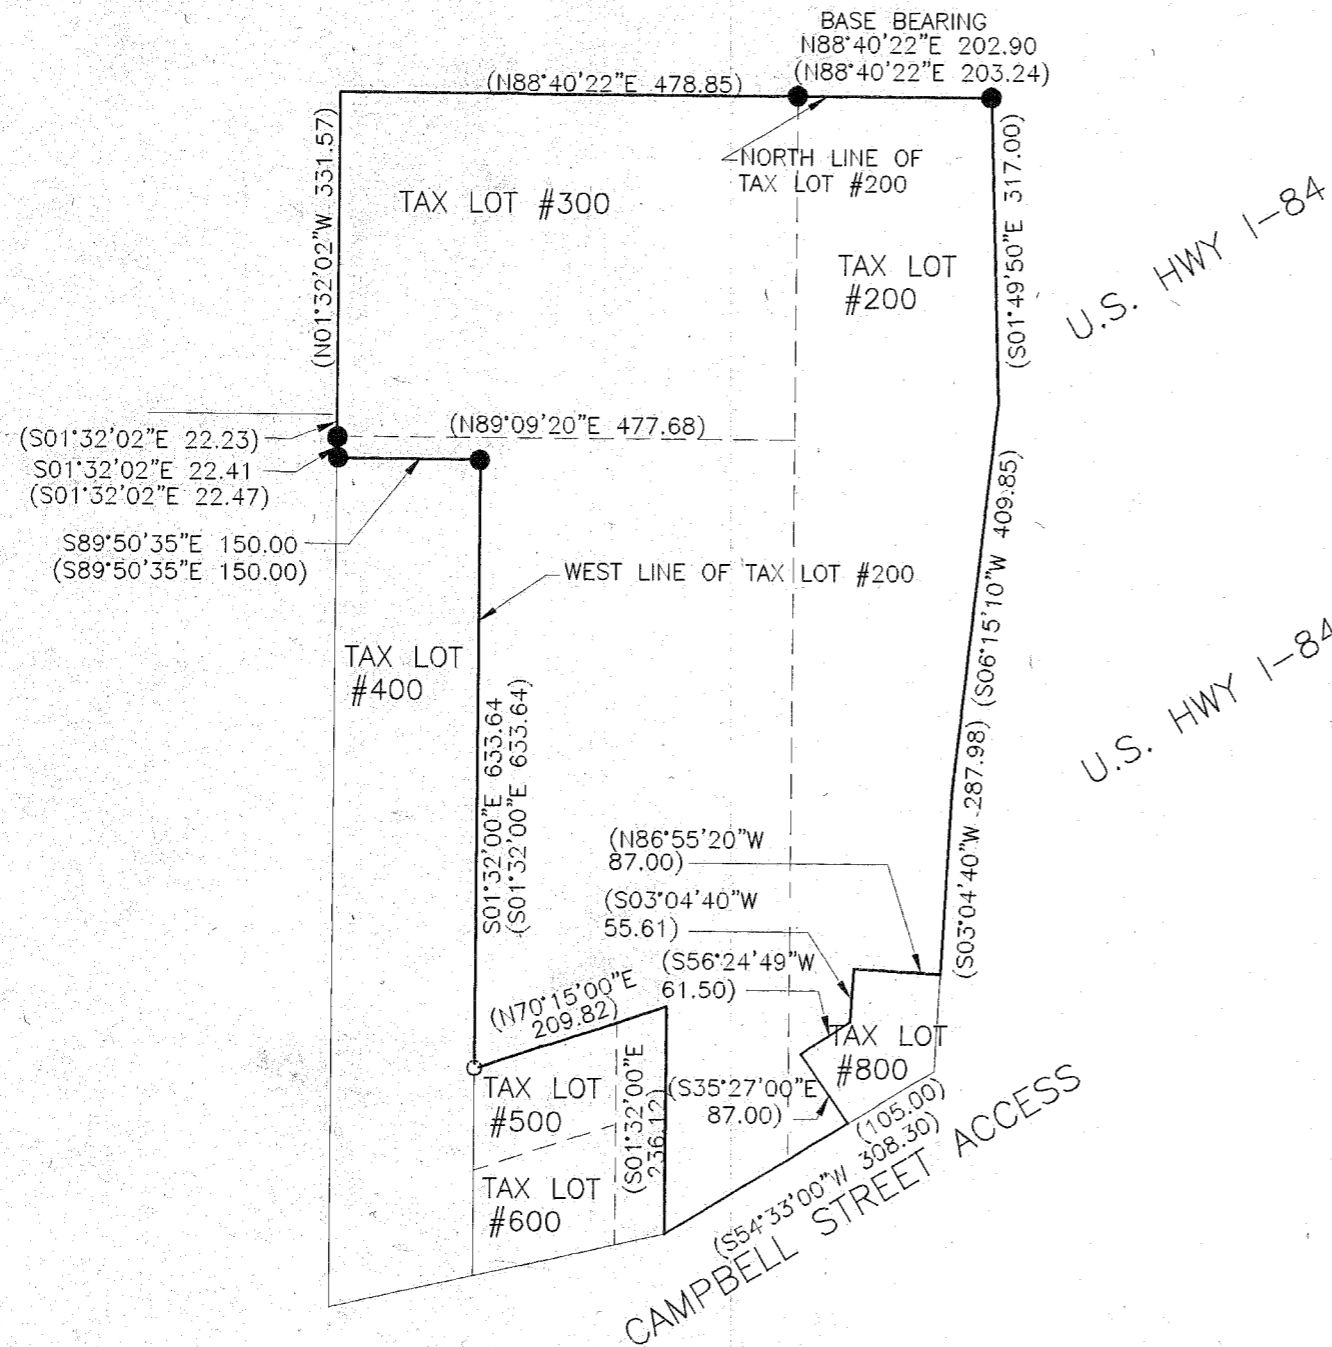 BASE BEARING
N88°40'22"E 202.90
(N88°40'22"E 203.24)
(N88°40'22"E 478.85)
(N01°32'02"W 331.57)
NORTH LINE OF
TAX LOT #200
TAX LOT #300
(S01°49'50"E 317.00)
U.S. HWY I-84
TAX LOT
#200
(S01°32'02"E 22.23)
S01°32'02"E 22.41
(S01°32'02"E 22.47)
(N89°09'20"E 477.68)
S89°50'35"E 150.00
(S89°50'35"E 150.00)
WEST LINE OF TAX LOT #200
(S06°15'10"W 409.85)
U.S. HWY I-84
TAX LOT
#400
S01°32'00"E 633.64
(S01°32'00"E 633.64)
(S03°04'40"W 287.98)
(N86°55'20"W
87.00)
(S03°04'40"W
55.61)
(S56°24'49"W
61.50)
(N70°15'00"E
209.82)
TAX LOT
#800
TAX LOT
#500
(S01°32'00"E
236.12)
(S35°27'00"E
87.00)
(105.00)
(S54°33'00"W 308.30)
TAX LOT
#600
CAMPBELL STREET ACCESS